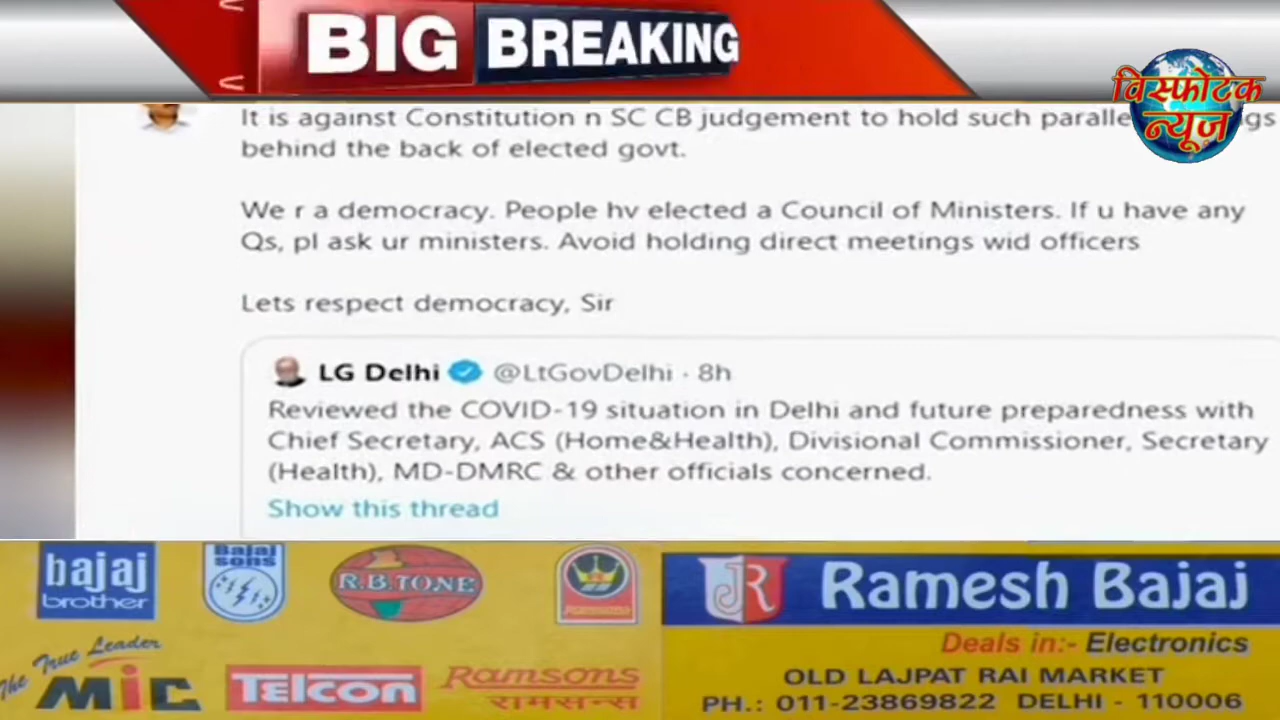 BIG BREAKING
विस्फोटक
न्यूज
It is against Constitution n SC CB judgement to hold such paralle gs
behind the back of elected govt.
We r a democracy. People hv elected a Council of Ministers. If u have any
Qs, pl ask ur ministers. Avoid holding direct meetings wid officers
Lets respect democracy, Sir
LG Delhi @LtGovDelhi · 8h
Reviewed the COVID-19 situation in Delhi and future preparedness with
Chief Secretary, ACS (Home&Health), Divisional Commissioner, Secretary
(Health), MD-DMRC & other officials concerned.
Show this thread
bajaj
brother
Bajaj
sons
R.B.TONE
Ramsons
JR Ramesh Bajaj
Deals in:- Electronics
The True Leader
MiC
TELCON
Ramsons
रामसन्स
OLD LAJPAT RAI MARKET
PH.: 011-23869822 DELHI - 110006